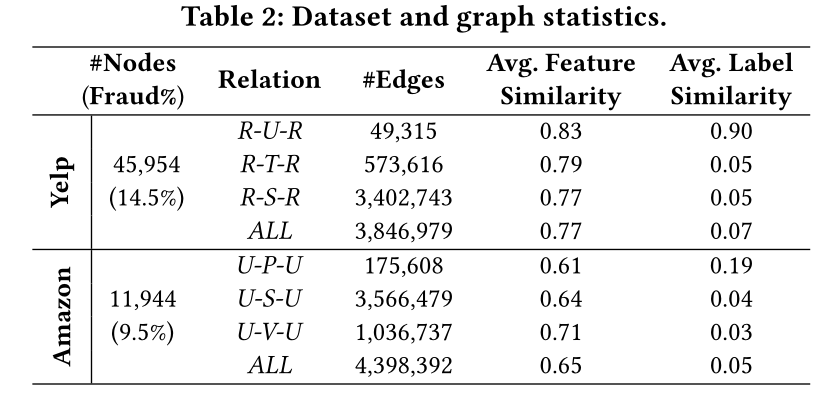 Table 2: Dataset and graph statistics.
#Nodes (Fraud%) Relation #Edges Avg. Feature Similarity Avg. Label Similarity
Yelp 45,954 (14.5%)
R-U-R 49,315 0.83 0.90
R-T-R 573,616 0.79 0.05
R-S-R 3,402,743 0.77 0.05
ALL 3,846,979 0.77 0.07
Amazon 11,944 (9.5%)
U-P-U 175,608 0.61 0.19
U-S-U 3,566,479 0.64 0.04
U-V-U 1,036,737 0.71 0.03
ALL 4,398,392 0.65 0.05